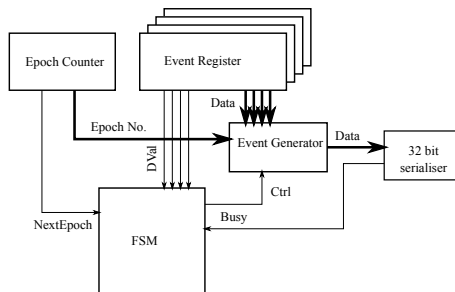 Epoch Counter
Event Register
Data
Epoch No.
Event Generator
Data
DVal
32 bit
serialiser
Ctrl
NextEpoch
Busy
FSM